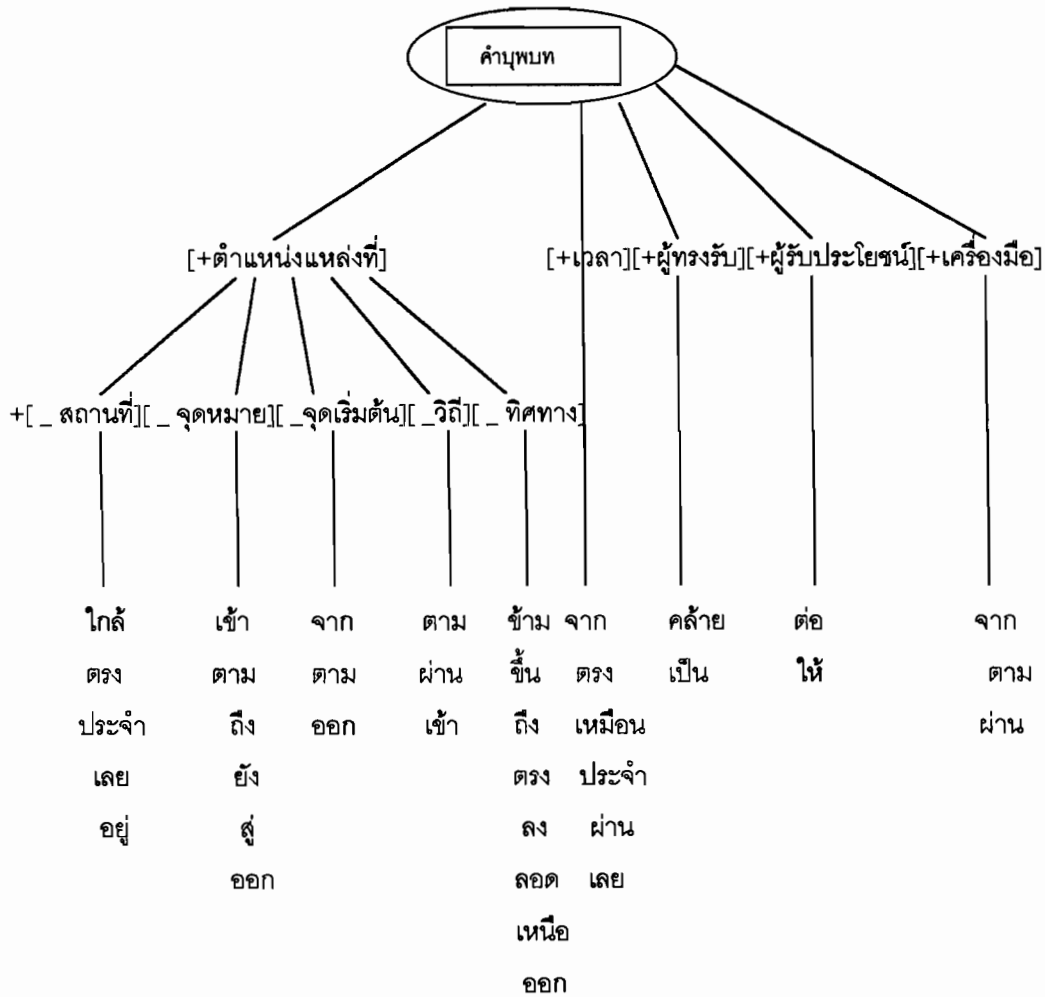 คำบุพบท
[+ตำแหน่งแหล่งที่] [+เวลา][+ผู้ทรงรับ][+ผู้รับประโยชน์][+เครื่องมือ]
+[ _ สถานที่][ _ จุดหมาย][ _จุดเริ่มต้น][ _วิถี][ _ ทิศทาง]
ใกล้ เข้า จาก ตาม ข้าม จาก คล้าย ต่อ จาก
ตรง ตาม ตาม ผ่าน ขึ้น ตรง เป็น ให้ ตาม
ประจำ ถึง ออก เข้า ถึง เหมือน ผ่าน
เลย ยัง ตรง ประจำ
อยู่ สู่ ลง ผ่าน
ออก ลอด เลย
เหนือ
ออก